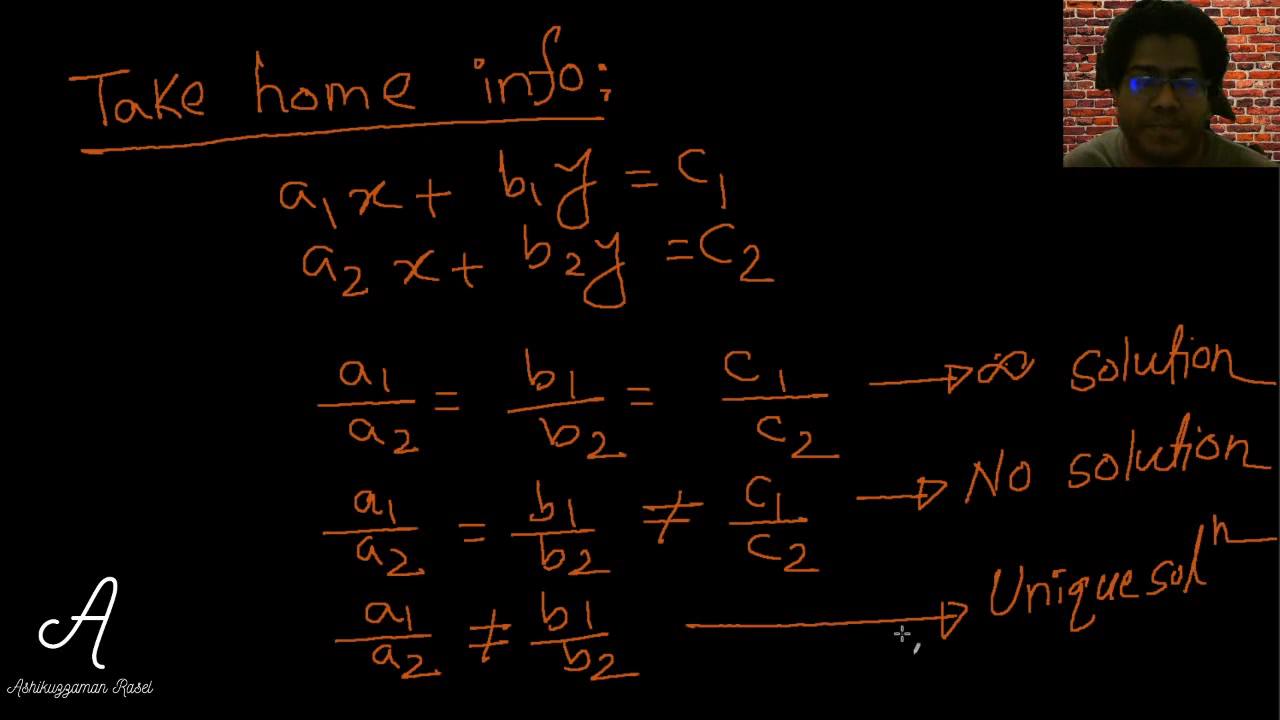 Take home info:
a₁x + b₁y = c₁
a₂x + b₂y = c₂
a₁/a₂ = b₁/b₂ = c₁/c₂ → ∞ solution
a₁/a₂ = b₁/b₂ ≠ c₁/c₂ → No solution
a₁/a₂ ≠ b₁/b₂ → Unique solⁿ
A
Ashikuzzaman Rasel